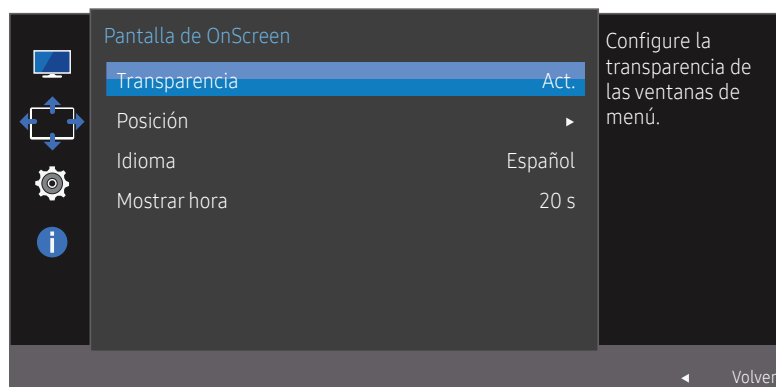 Pantalla de OnScreen
Transparencia Act.
Posición ▸
Idioma Español
Mostrar hora 20 s
Configure la
transparencia de
las ventanas de
menú.
◂ Volver